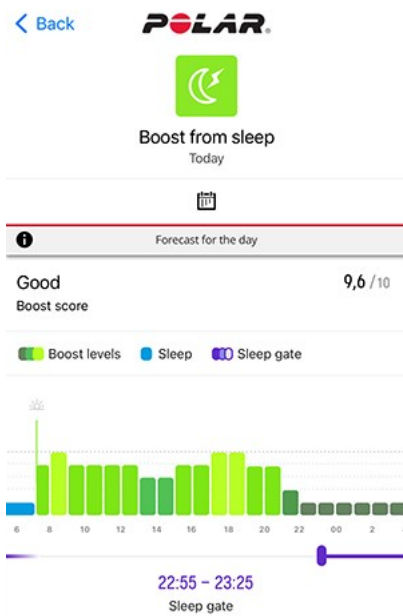 Back
POLAR.
Boost from sleep
Today
Forecast for the day
Good
9,6 /10
Boost score
Boost levels
Sleep
Sleep gate
6 8 10 12 14 16 18 20 22 00 2
22:55 – 23:25
Sleep gate